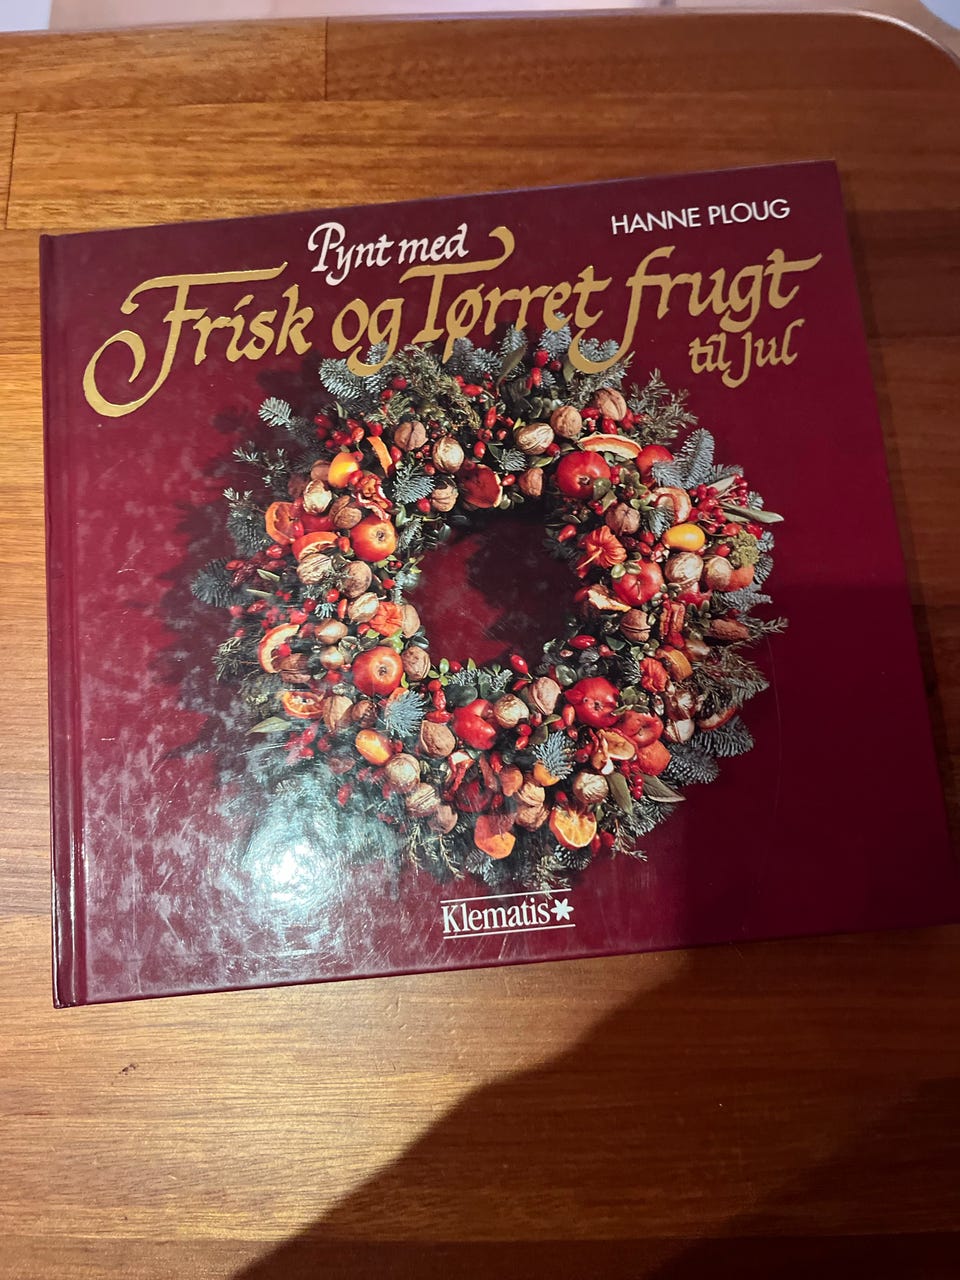 HANNE PLOUG
Pynt med
Frisk og Tørret frugt
til Jul
Klematis